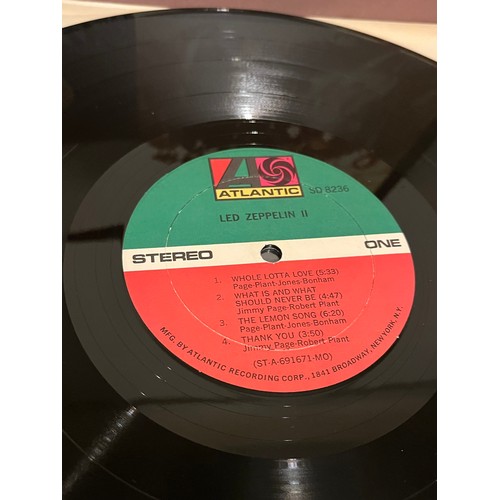 ATLANTIC
SD 8236
LED ZEPPELIN II
STEREO
ONE
1. WHOLE LOTTA LOVE (5:33)
Page-Plant-Jones-Bonham
2. WHAT IS AND WHAT
SHOULD NEVER BE (4:47)
Jimmy Page-Robert Plant
3. THE LEMON SONG (6:20)
Page-Plant-Jones-Bonham
4. THANK YOU (3:50)
Jimmy Page-Robert Plant
(ST-A-691671-MO)
MFG. BY ATLANTIC RECORDING CORP., 1841 BROADWAY, NEW YORK, N.Y.